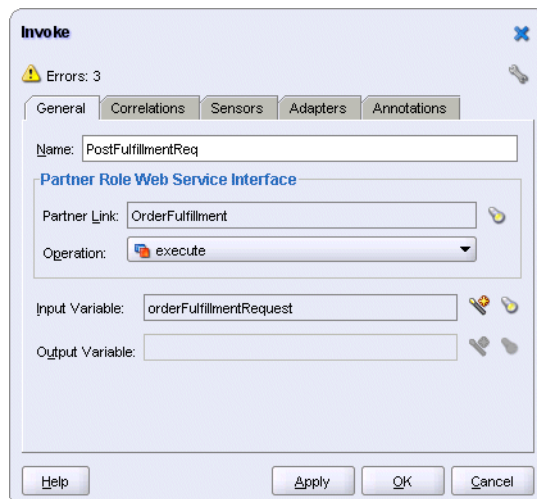 Invoke
Errors: 3
General Correlations Sensors Adapters Annotations
Name: PostFulfillmentReq
Partner Role Web Service Interface
Partner Link: OrderFulfillment
Operation: execute
Input Variable: orderFulfillmentRequest
Output Variable:
Help Apply OK Cancel